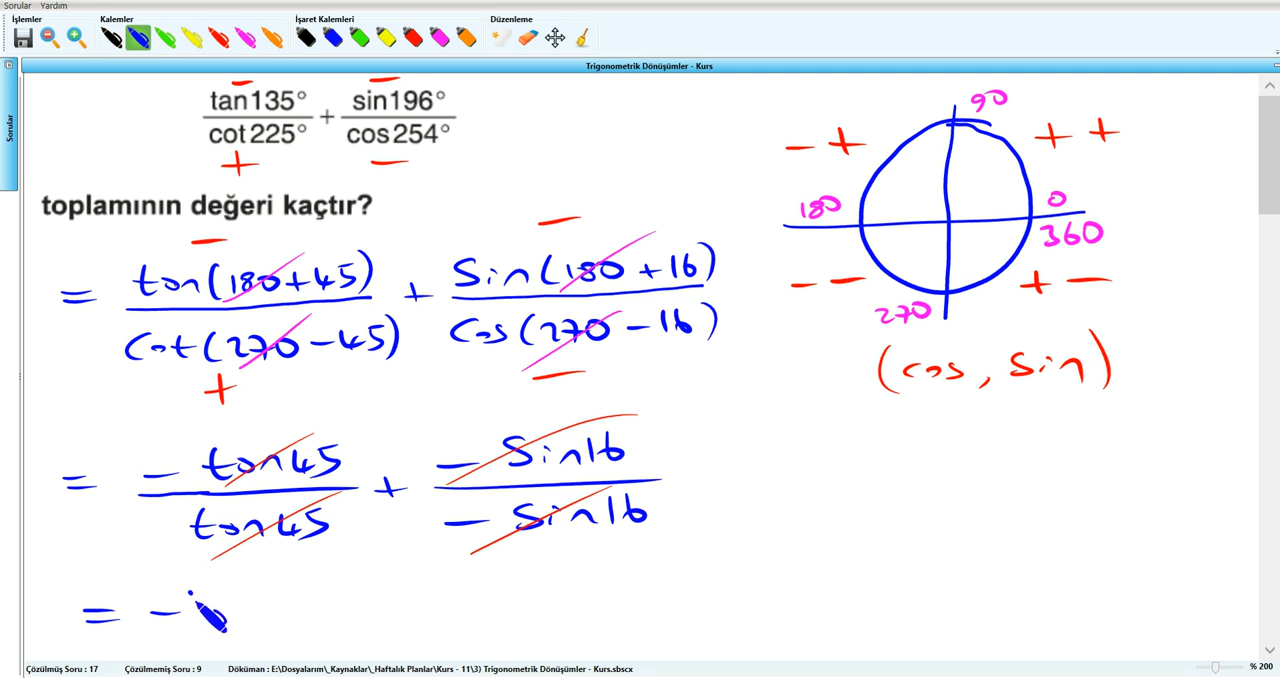 Sorular Yardım
İşlemler Kalemler İşaret Kalemleri Düzenleme
Trigonometrik Dönüşümler - Kurs
Sorular
tan135° / cot225° + sin196° / cos254°
toplamının değeri kaçtır?
= tan(180+45) / Cot(270-45) + Sin(180+16) / Cos(270-16)
= - tan45 / tan45 + - Sin16 / - Sin16
= -
90
- + + +
180 0
360
- - + -
270
(cos, Sin)
Çözülmüş Soru : 17 Çözülmemiş Soru : 9 Döküman : E:\Dosyalarım\_Kaynaklar\_Haftalık Planlar\Kurs - 11\3) Trigonometrik Dönüşümler - Kurs.sbscx % 200